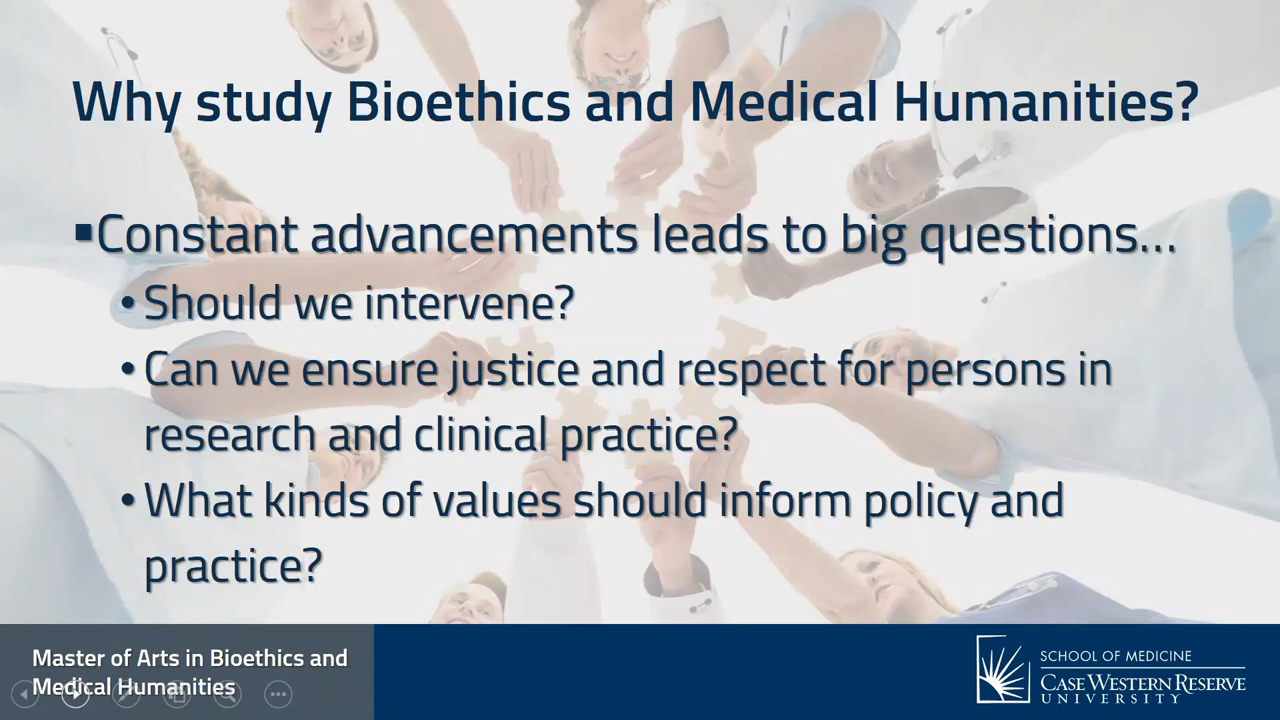 Why study Bioethics and Medical Humanities?
▪Constant advancements leads to big questions...
•Should we intervene?
•Can we ensure justice and respect for persons in
research and clinical practice?
•What kinds of values should inform policy and
practice?
Master of Arts in Bioethics and
Medical Humanities
SCHOOL OF MEDICINE
CASE WESTERN RESERVE
UNIVERSITY